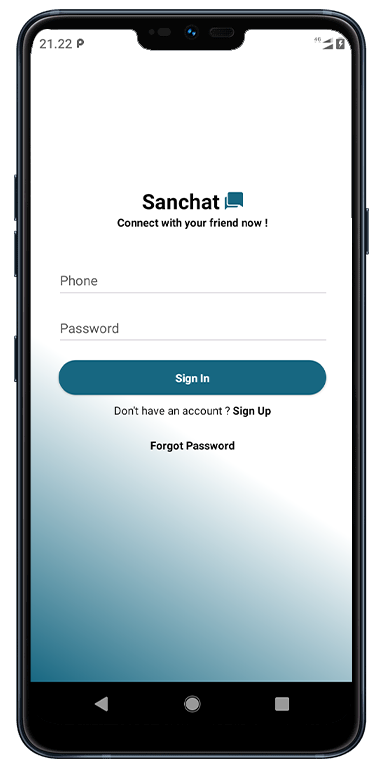 21.22 P
4G
Sanchat
Connect with your friend now !
Phone
Password
Sign In
Don't have an account ? Sign Up
Forgot Password